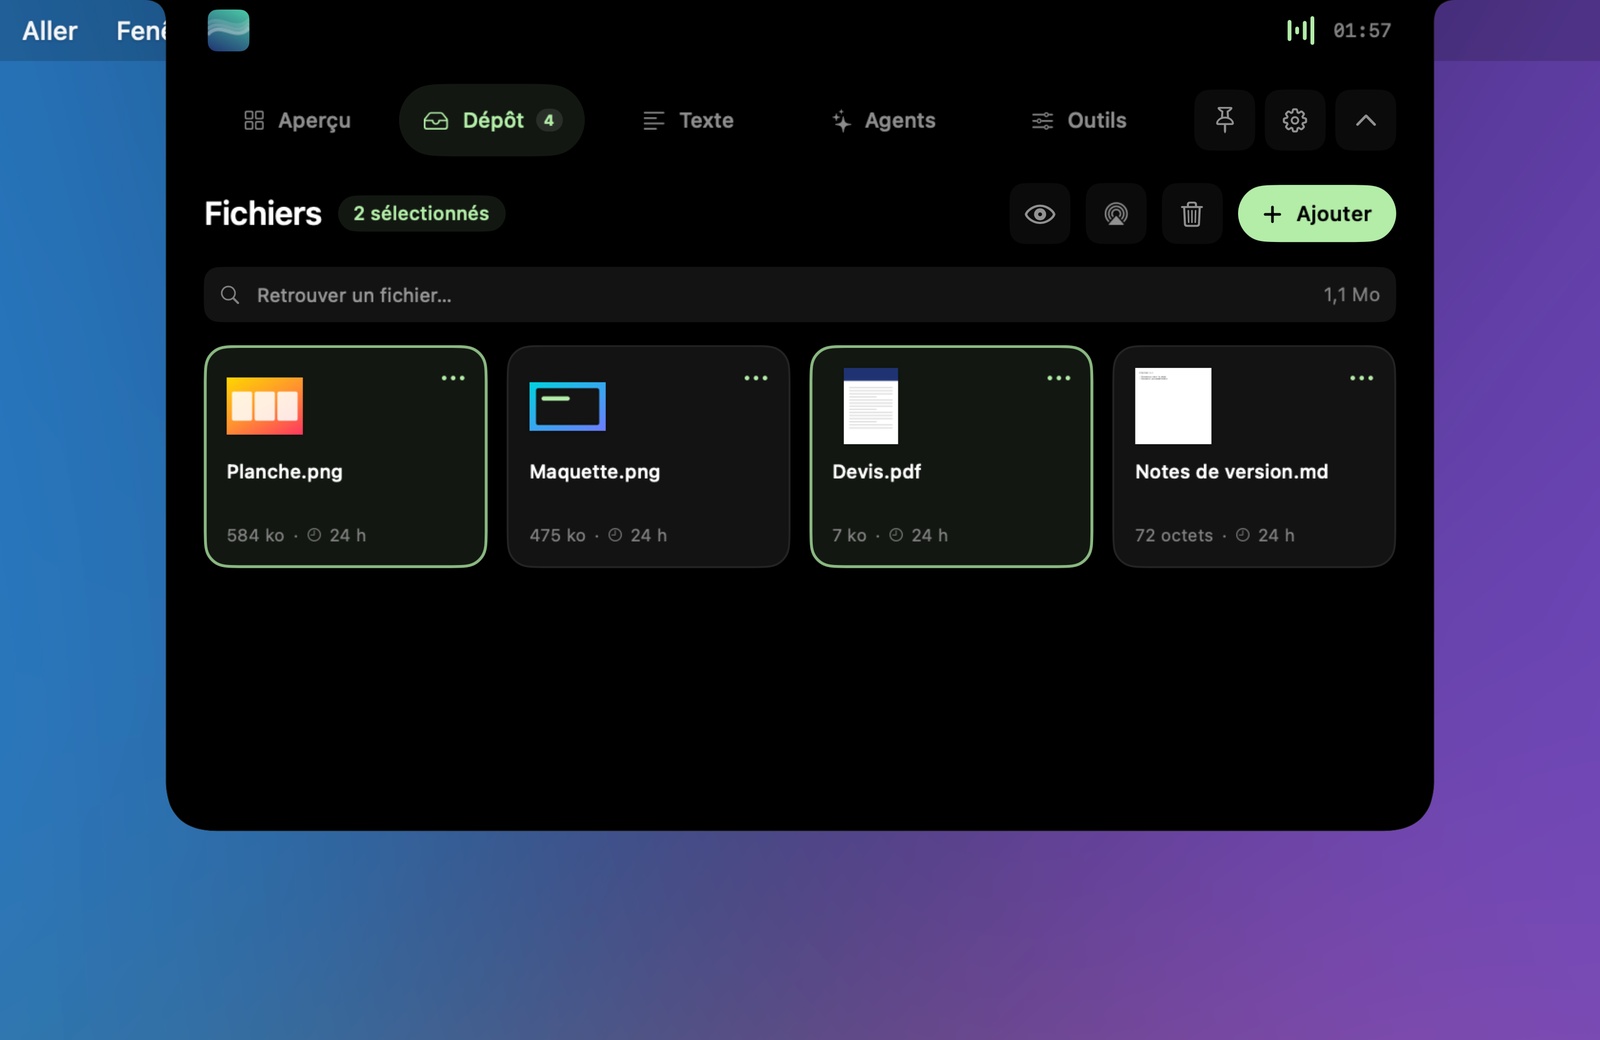 Aller Fenê
01:57
Aperçu Dépôt 4 Texte Agents Outils
Fichiers 2 sélectionnés + Ajouter
Retrouver un fichier... 1,1 Mo
Planche.png
584 ko · 24 h
Maquette.png
475 ko · 24 h
Devis.pdf
7 ko · 24 h
Notes de version.md
72 octets · 24 h